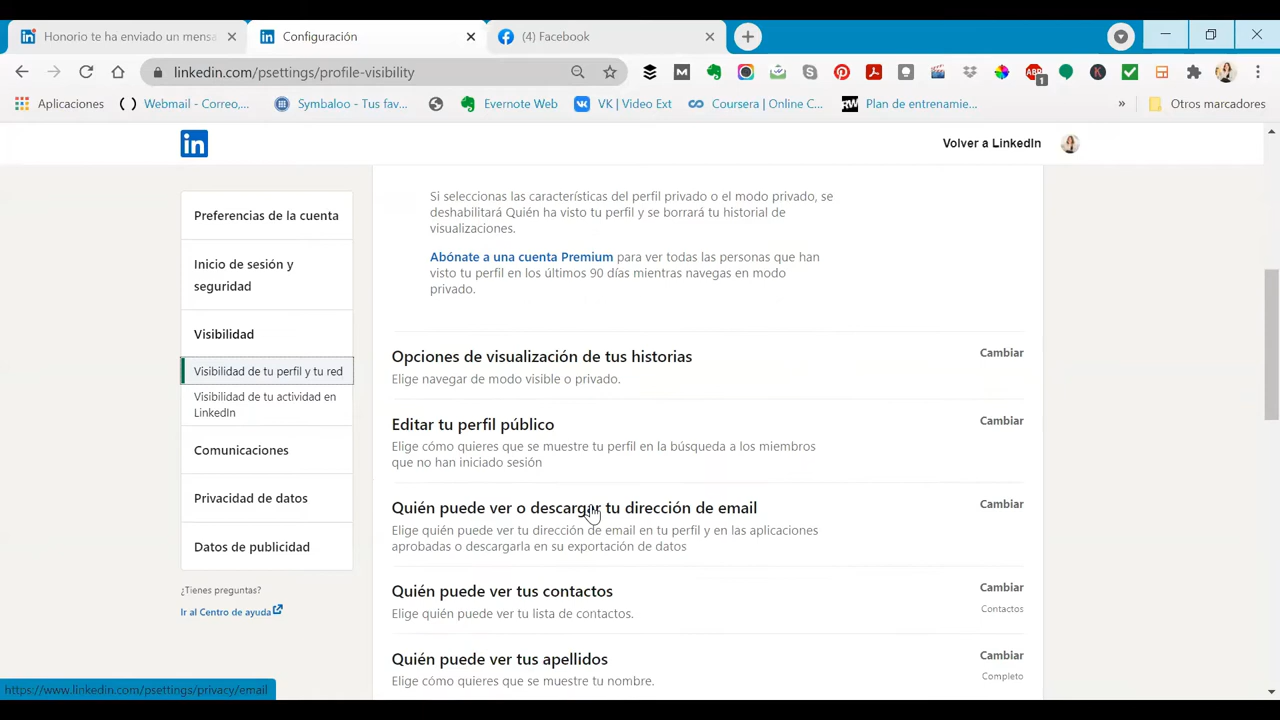 Honorio te ha enviado un mensa
Configuración
(4) Facebook
linkedin.com/psettings/profile-visibility
ABP
1
Aplicaciones
Webmail - Correo,...
Symbaloo - Tus fav...
Evernote Web
VK | Video Ext
Coursera | Online C...
RW
Plan de entrenamie...
»
Otros marcadores
in
Volver a LinkedIn
Preferencias de la cuenta
Inicio de sesión y
seguridad
Visibilidad
Visibilidad de tu perfil y tu red
Visibilidad de tu actividad en
LinkedIn
Comunicaciones
Privacidad de datos
Datos de publicidad
¿Tienes preguntas?
Ir al Centro de ayuda
Si seleccionas las características del perfil privado o el modo privado, se
deshabilitará Quién ha visto tu perfil y se borrará tu historial de
visualizaciones.
Abónate a una cuenta Premium para ver todas las personas que han
visto tu perfil en los últimos 90 días mientras navegas en modo
privado.
Opciones de visualización de tus historias
Cambiar
Elige navegar de modo visible o privado.
Editar tu perfil público
Cambiar
Elige cómo quieres que se muestre tu perfil en la búsqueda a los miembros
que no han iniciado sesión
Quién puede ver o descargar tu dirección de email
Cambiar
Elige quién puede ver tu dirección de email en tu perfil y en las aplicaciones
aprobadas o descargarla en su exportación de datos
Quién puede ver tus contactos
Cambiar
Elige quién puede ver tu lista de contactos.
Contactos
Quién puede ver tus apellidos
Cambiar
Elige cómo quieres que se muestre tu nombre.
Completo
https://www.linkedin.com/psettings/privacy/email